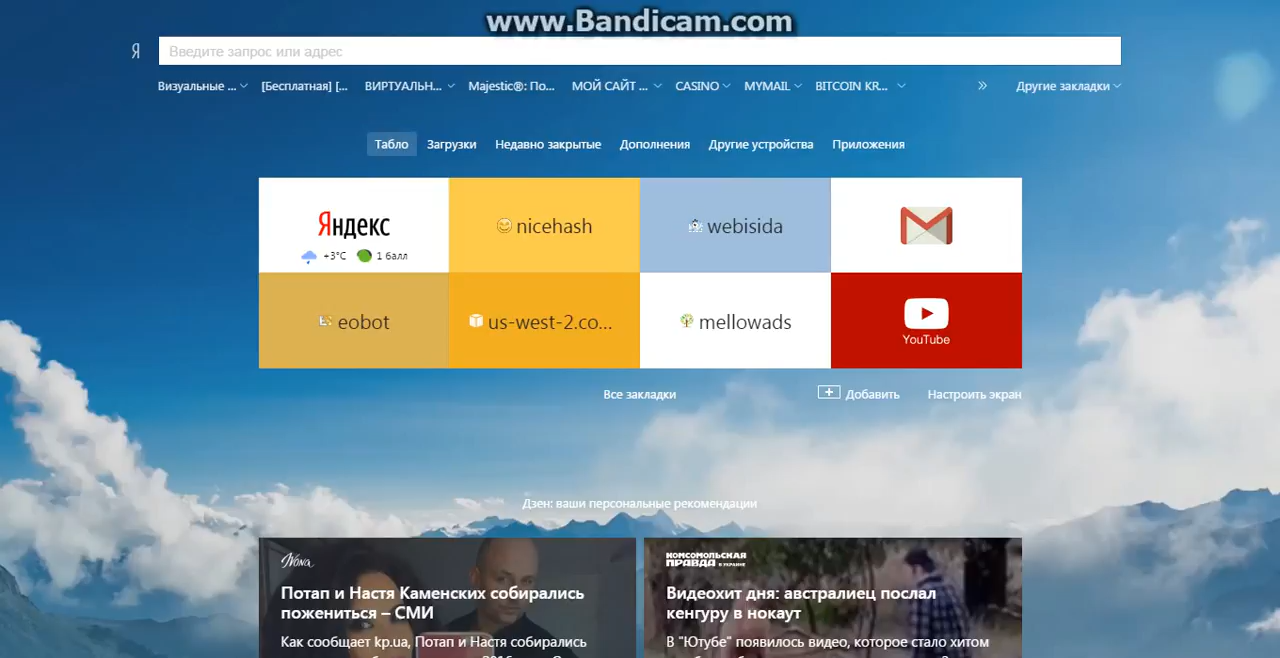 www.Bandicam.com
Я Введите запрос или адрес
Визуальные ... [Бесплатная] [... ВИРТУАЛЬН... Majestic®: По... МОЙ САЙТ ... CASINO MYMAIL BITCOIN KR... » Другие закладки
Табло Загрузки Недавно закрытые Дополнения Другие устройства Приложения
Яндекс
+3°C 1 балл
nicehash
webisida
eobot
us-west-2.co...
mellowads
YouTube
Все закладки Добавить Настроить экран
Дзен: ваши персональные рекомендации
Ivona
Потап и Настя Каменских собирались
пожениться – СМИ
Как сообщает kp.ua, Потап и Настя собирались
КОМСОМОЛЬСКАЯ
ПРАВДА В УКРАИНЕ
Видеохит дня: австралиец послал
кенгуру в нокаут
В "Ютубе" появилось видео, которое стало хитом